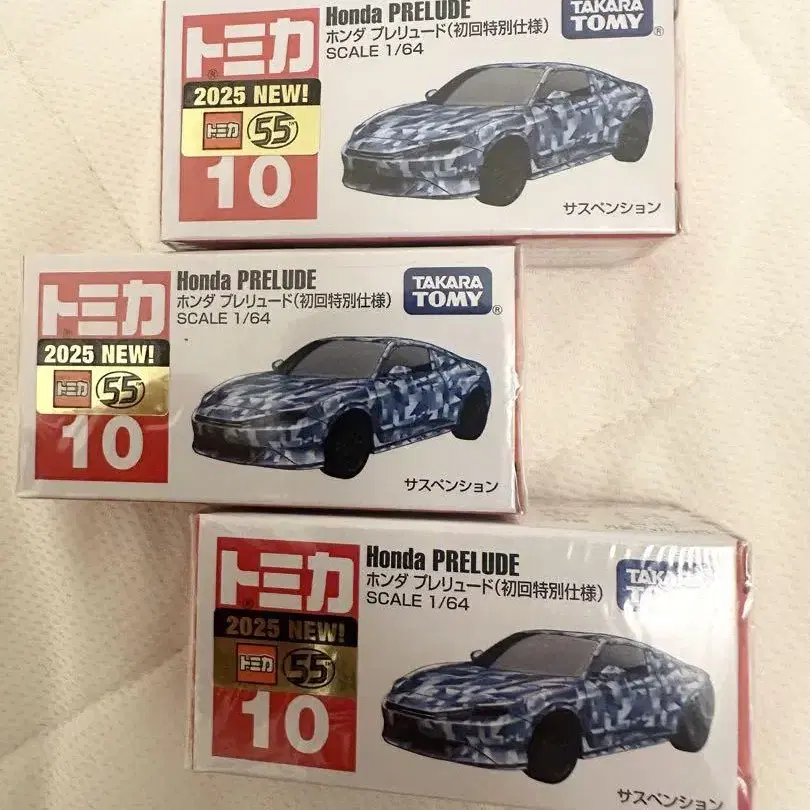 トミカ®
2025 NEW!
トミカ 55
10
Honda PRELUDE
ホンダ プレリュード(初回特別仕様)
SCALE 1/64
TAKARA
TOMY®
サスペンション
トミカ
2025 NEW!
トミカ 55
10
Honda PRELUDE
ホンダ プレリュード(初回特別仕様)
SCALE 1/64
TAKARA
TOMY®
サスペンション
トミカ®
2025 NEW!
トミカ 55
10
Honda PRELUDE
ホンダ プレリュード(初回特別仕様)
SCALE 1/64
TAKARA
TOMY
サスペンション